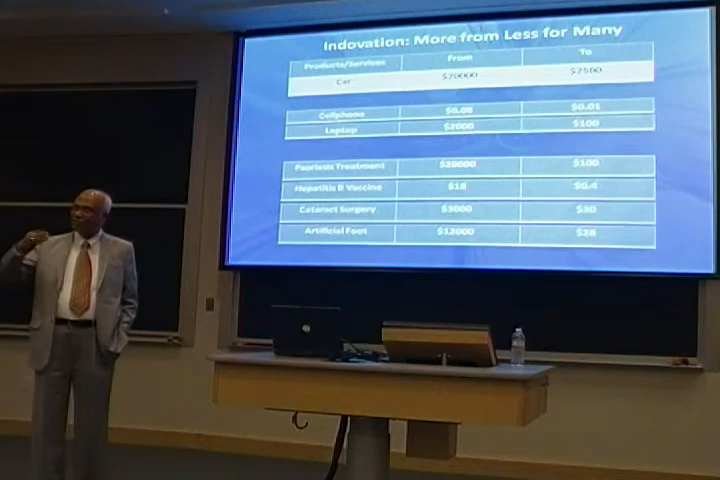 Indovation: More from Less for Many
Products/Services From To
Car $20000 $2500
Cellphone $0.08 $0.01
Laptop $2000 $100
Psoriasis Treatment $20000 $100
Hepatitis B Vaccine $18 $0.4
Cataract Surgery $3000 $30
Artificial Foot $12000 $28